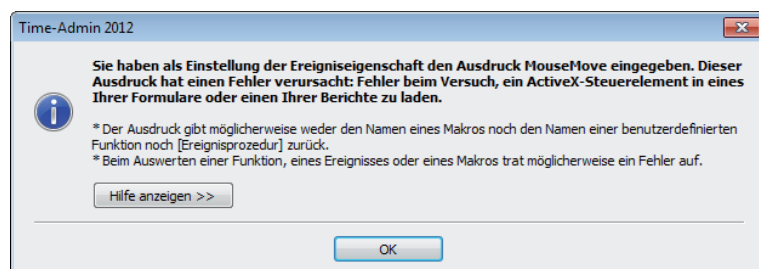 Time-Admin 2012
Sie haben als Einstellung der Ereigniseigenschaft den Ausdruck MouseMove eingegeben. Dieser
Ausdruck hat einen Fehler verursacht: Fehler beim Versuch, ein ActiveX-Steuerelement in eines
Ihrer Formulare oder einen Ihrer Berichte zu laden.
* Der Ausdruck gibt möglicherweise weder den Namen eines Makros noch den Namen einer benutzerdefinierten
Funktion noch [Ereignisprozedur] zurück.
* Beim Auswerten einer Funktion, eines Ereignisses oder eines Makros trat möglicherweise ein Fehler auf.
Hilfe anzeigen >>
OK